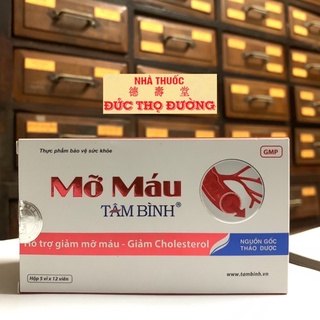 NHÀ THUỐC
德壽堂
ĐỨC THỌ ĐƯỜNG
Thực phẩm bảo vệ sức khỏe
GMP
Mỡ Máu
TÂM BÌNH®
Hỗ trợ giảm mỡ máu - Giảm Cholesterol
NGUỒN GỐC
THẢO DƯỢC
Hộp 5 vỉ x 12 viên
www.tambinh.vn